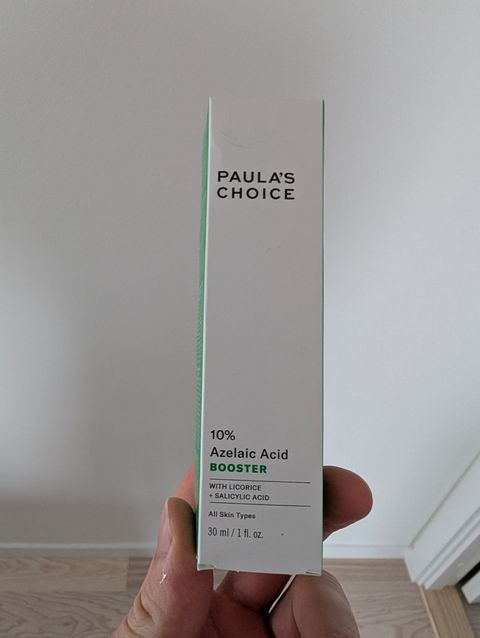 PAULA'S
CHOICE
10%
Azelaic Acid
BOOSTER
WITH LICORICE
+ SALICYLIC ACID
All Skin Types
30 ml / 1 fl. oz.